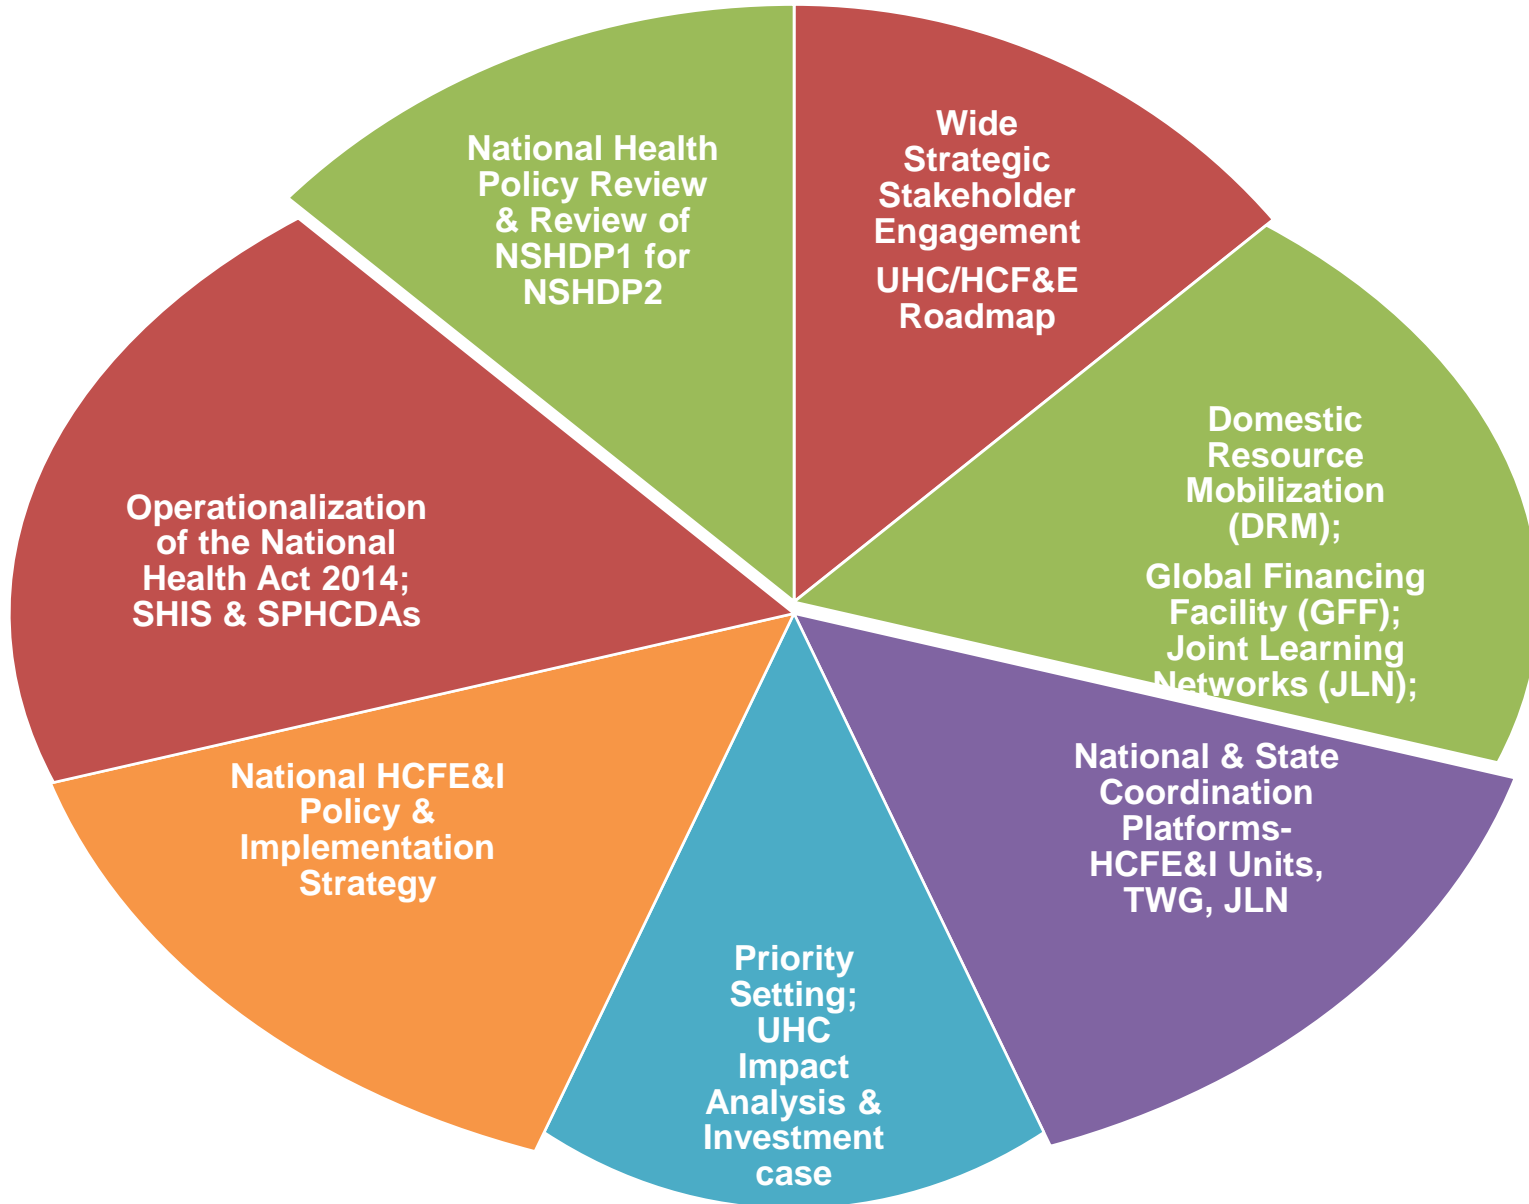 Wide
Strategic
Stakeholder
Engagement
UHC/HCF&E
Roadmap
Domestic
Resource
Mobilization
(DRM);
Global Financing
Facility (GFF);
Joint Learning
Networks (JLN);
National & State
Coordination
Platforms-
HCFE&I Units,
TWG, JLN
Priority
Setting;
UHC
Impact
Analysis &
Investment
case
National HCFE&I
Policy &
Implementation
Strategy
Operationalization
of the National
Health Act 2014;
SHIS & SPHCDAs
National Health
Policy Review
& Review of
NSHDP1 for
NSHDP2